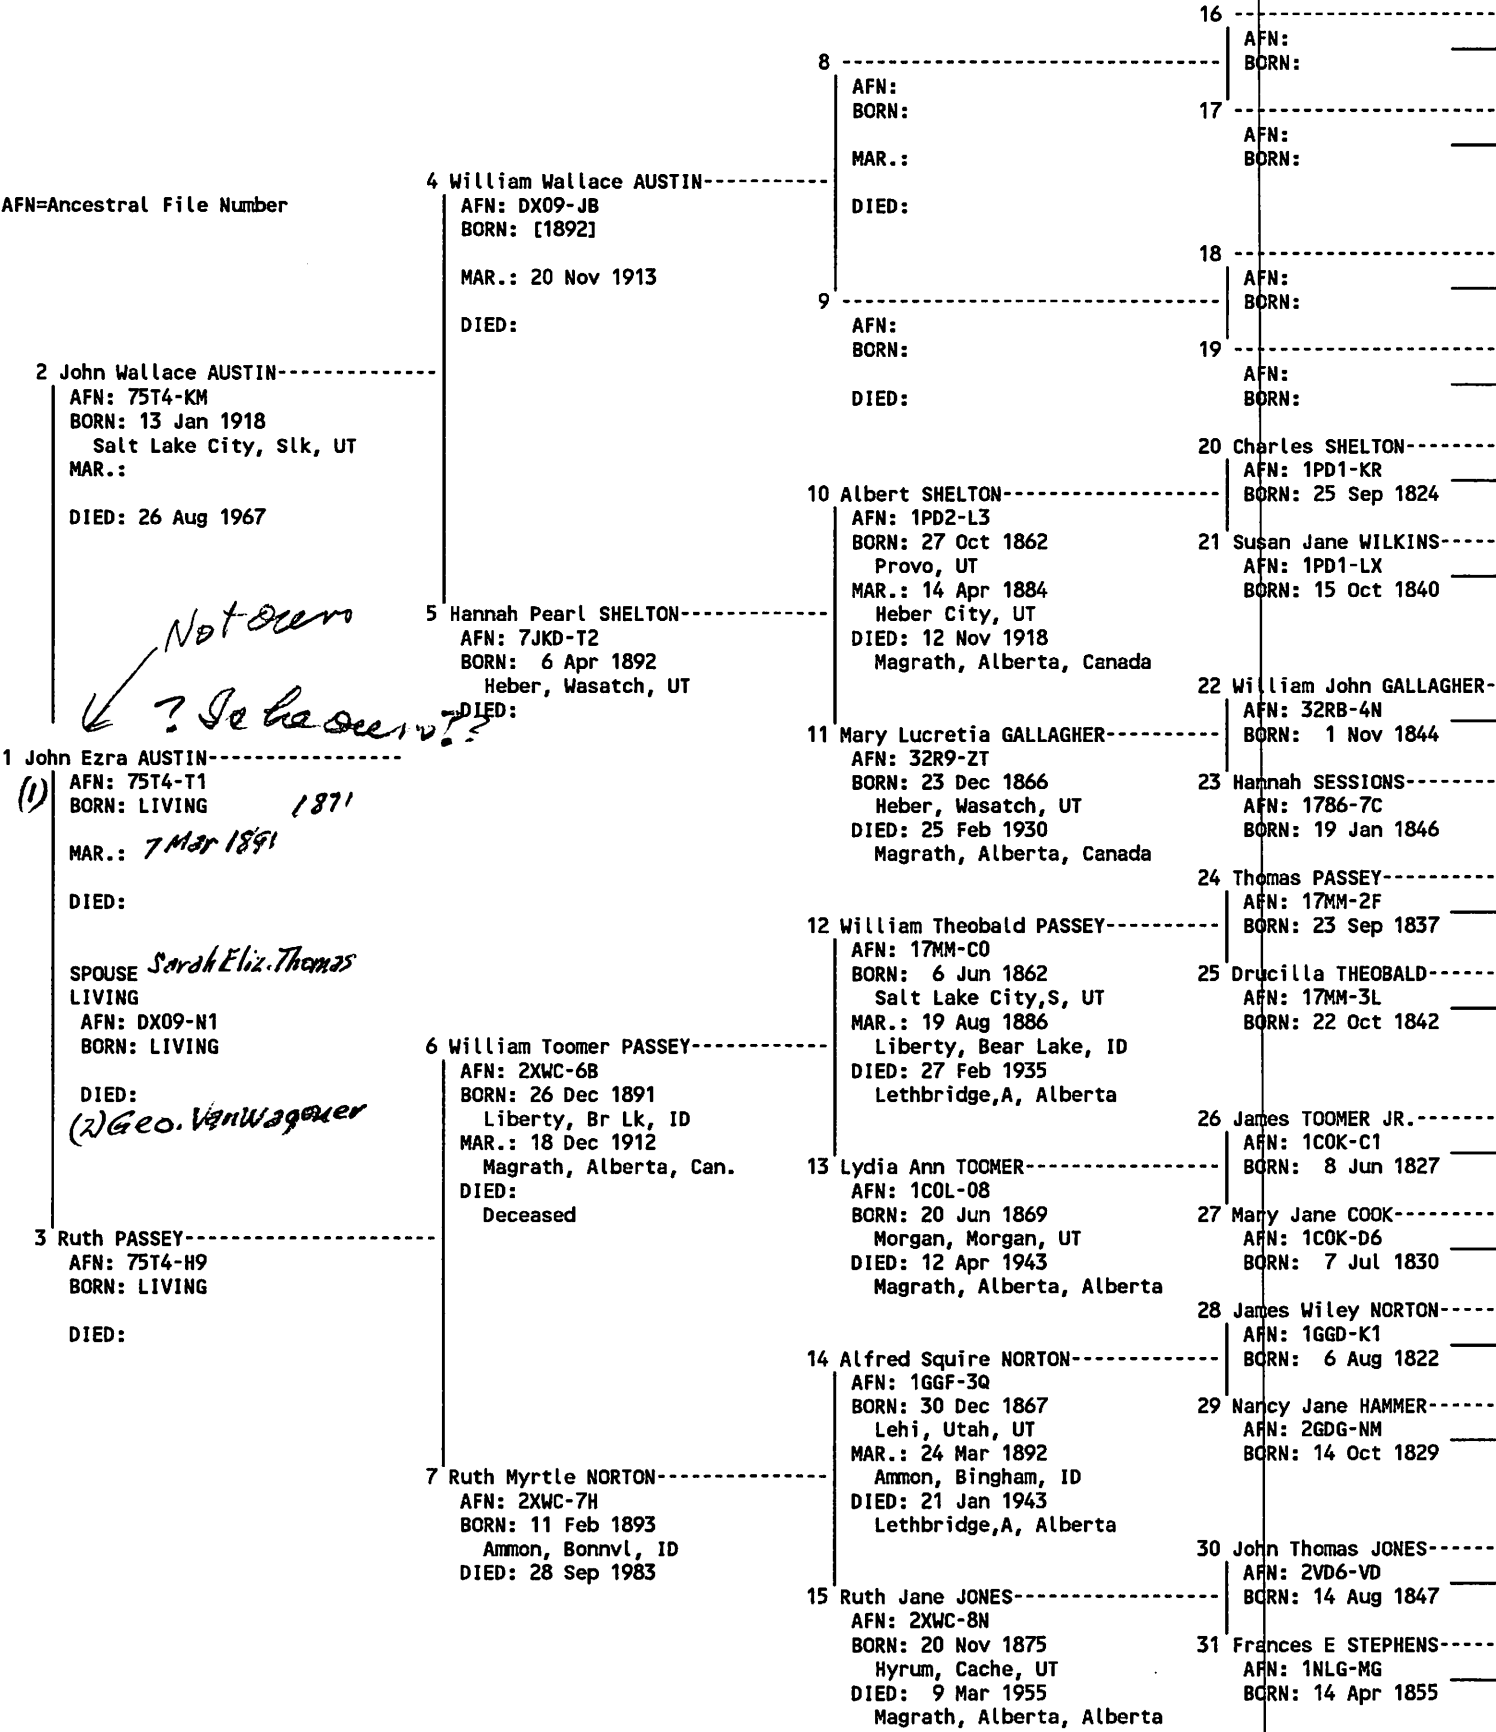 AFN=Ancestral File Number
1 John Ezra AUSTIN
(1)
AFN: 75T4-T1
BORN: LIVING 1871
MAR.: 7 Mar 1891
DIED:
SPOUSE Sarah Eliz. Thomas
LIVING
AFN: DX09-N1
BORN: LIVING
DIED:
(2) Geo. VanWagoner
Not ours
? Is he ours??
2 John Wallace AUSTIN
AFN: 75T4-KM
BORN: 13 Jan 1918
Salt Lake City, Slk, UT
MAR.:
DIED: 26 Aug 1967
3 Ruth PASSEY
AFN: 75T4-H9
BORN: LIVING
DIED:
4 William Wallace AUSTIN
AFN: DX09-JB
BORN: [1892]
MAR.: 20 Nov 1913
DIED:
5 Hannah Pearl SHELTON
AFN: 7JKD-T2
BORN: 6 Apr 1892
Heber, Wasatch, UT
DIED:
6 William Toomer PASSEY
AFN: 2XWC-6B
BORN: 26 Dec 1891
Liberty, Br Lk, ID
MAR.: 18 Dec 1912
Magrath, Alberta, Can.
DIED:
Deceased
7 Ruth Myrtle NORTON
AFN: 2XWC-7H
BORN: 11 Feb 1893
Ammon, Bonnvl, ID
DIED: 28 Sep 1983
8
AFN:
BORN:
MAR.:
DIED:
9
AFN:
BORN:
DIED:
10 Albert SHELTON
AFN: 1PD2-L3
BORN: 27 Oct 1862
Provo, UT
MAR.: 14 Apr 1884
Heber City, UT
DIED: 12 Nov 1918
Magrath, Alberta, Canada
11 Mary Lucretia GALLAGHER
AFN: 32R9-ZT
BORN: 23 Dec 1866
Heber, Wasatch, UT
DIED: 25 Feb 1930
Magrath, Alberta, Canada
12 William Theobald PASSEY
AFN: 17MM-C0
BORN: 6 Jun 1862
Salt Lake City,S, UT
MAR.: 19 Aug 1886
Liberty, Bear Lake, ID
DIED: 27 Feb 1935
Lethbridge,A, Alberta
13 Lydia Ann TOOMER
AFN: 1C0L-08
BORN: 20 Jun 1869
Morgan, Morgan, UT
DIED: 12 Apr 1943
Magrath, Alberta, Alberta
14 Alfred Squire NORTON
AFN: 1GGF-3Q
BORN: 30 Dec 1867
Lehi, Utah, UT
MAR.: 24 Mar 1892
Ammon, Bingham, ID
DIED: 21 Jan 1943
Lethbridge,A, Alberta
15 Ruth Jane JONES
AFN: 2XWC-8N
BORN: 20 Nov 1875
Hyrum, Cache, UT
DIED: 9 Mar 1955
Magrath, Alberta, Alberta
16
AFN:
BORN:
17
AFN:
BORN:
18
AFN:
BORN:
19
AFN:
BORN:
20 Charles SHELTON
AFN: 1PD1-KR
BORN: 25 Sep 1824
21 Susan Jane WILKINS
AFN: 1PD1-LX
BORN: 15 Oct 1840
22 William John GALLAGHER
AFN: 32RB-4N
BORN: 1 Nov 1844
23 Hannah SESSIONS
AFN: 1786-7C
BORN: 19 Jan 1846
24 Thomas PASSEY
AFN: 17MM-2F
BORN: 23 Sep 1837
25 Drucilla THEOBALD
AFN: 17MM-3L
BORN: 22 Oct 1842
26 James TOOMER JR.
AFN: 1C0K-C1
BORN: 8 Jun 1827
27 Mary Jane COOK
AFN: 1C0K-D6
BORN: 7 Jul 1830
28 James Wiley NORTON
AFN: 1GGD-K1
BORN: 6 Aug 1822
29 Nancy Jane HAMMER
AFN: 2GDG-NM
BORN: 14 Oct 1829
30 John Thomas JONES
AFN: 2VD6-VD
BORN: 14 Aug 1847
31 Frances E STEPHENS
AFN: 1NLG-MG
BORN: 14 Apr 1855